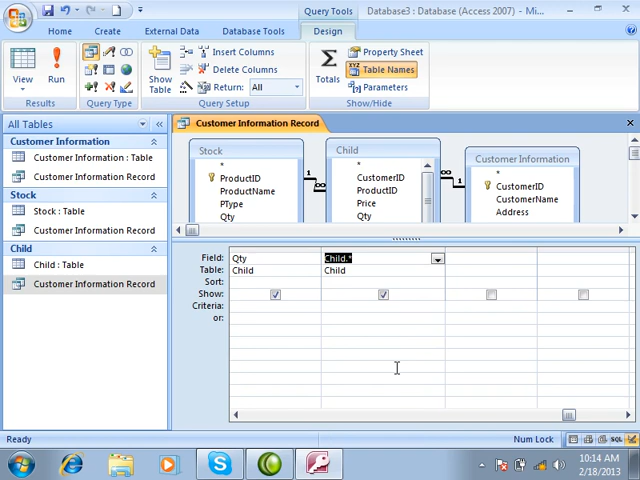 Query Tools
Database3 : Database (Access 2007) - Mi...
Home
Create
External Data
Database Tools
Design
View
Run
Results
Query Type
Show Table
Insert Columns
Delete Columns
Return: All
Query Setup
Totals
Property Sheet
Table Names
Parameters
Show/Hide
All Tables
Customer Information
Customer Information : Table
Customer Information Record
Stock
Stock : Table
Customer Information Record
Child
Child : Table
Customer Information Record
Customer Information Record
Stock
*
ProductID
ProductName
PType
Qty
Child
*
CustomerID
ProductID
Price
Qty
Customer Information
*
CustomerID
CustomerName
Address
1
∞
∞
1
Field: Qty Child.*
Table: Child Child
Sort:
Show:
Criteria:
or:
Ready
Num Lock
SQL
10:14 AM
2/18/2013